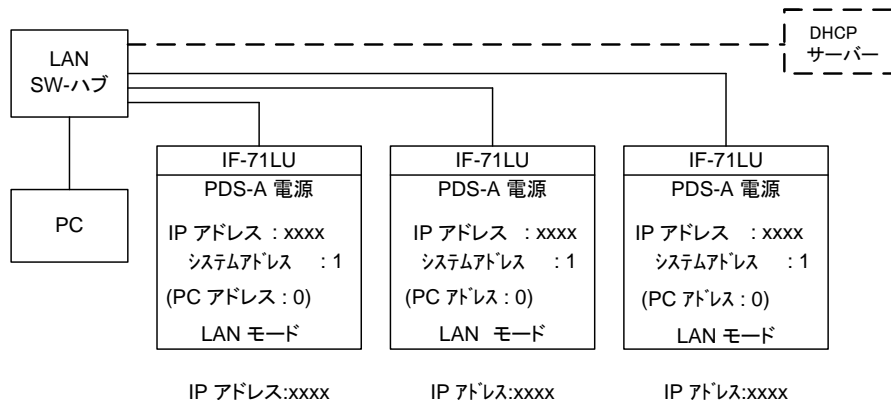 LAN
SW-ハブ
DHCP
サーバー
PC
IF-71LU
PDS-A 電源
IP アドレス : xxxx
ｼｽﾃﾑｱﾄﾞﾚｽ : 1
(PC アドレス : 0)
LAN モード
IP アドレス:xxxx
IF-71LU
PDS-A 電源
IP アドレス : xxxx
ｼｽﾃﾑｱﾄﾞﾚｽ : 1
(PC ｱﾄﾞﾚｽ : 0)
LAN モード
IP ｱﾄﾞﾚｽ:xxxx
IF-71LU
PDS-A 電源
IP アドレス : xxxx
ｼｽﾃﾑｱﾄﾞﾚｽ : 1
(PC ｱﾄﾞﾚｽ : 0)
LAN モード
IP ｱﾄﾞﾚｽ:xxxx